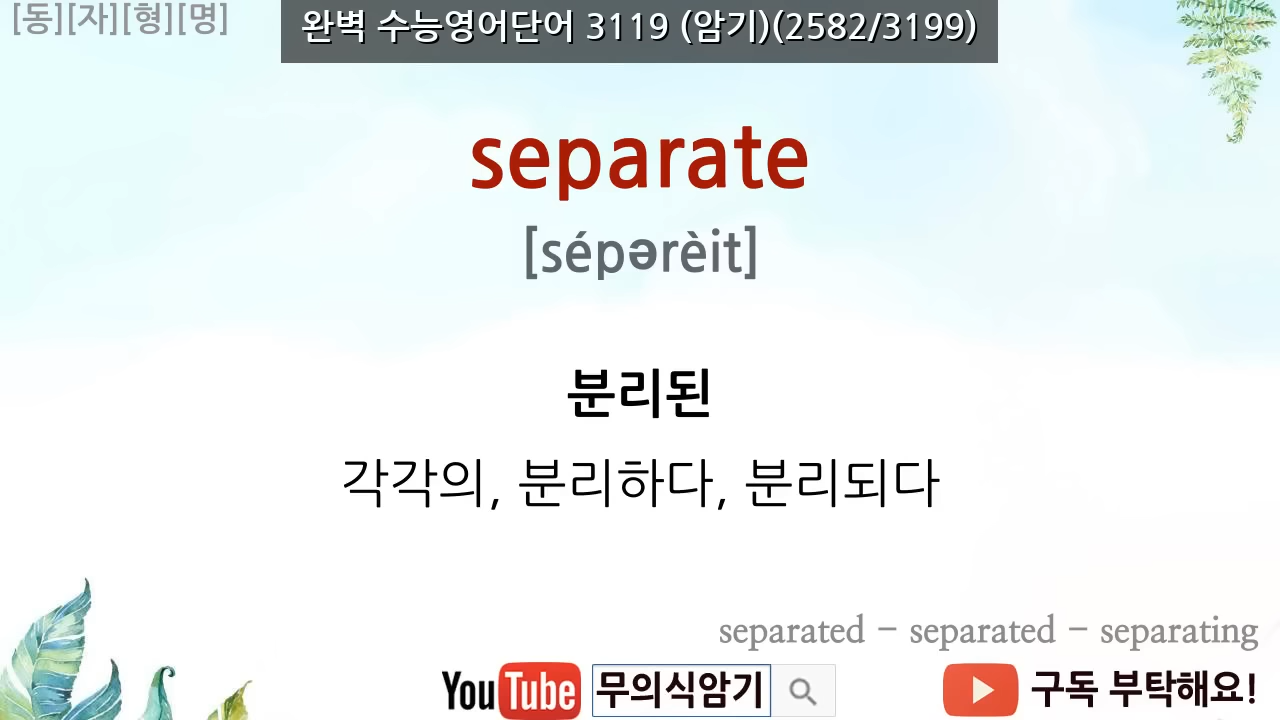 [동][자][형][명]
완벽 수능영어단어 3119 (암기)(2582/3199)
separate
[sépərèit]
분리된
각각의, 분리하다, 분리되다
separated - separated - separating
YouTube 무의식암기
구독 부탁해요!